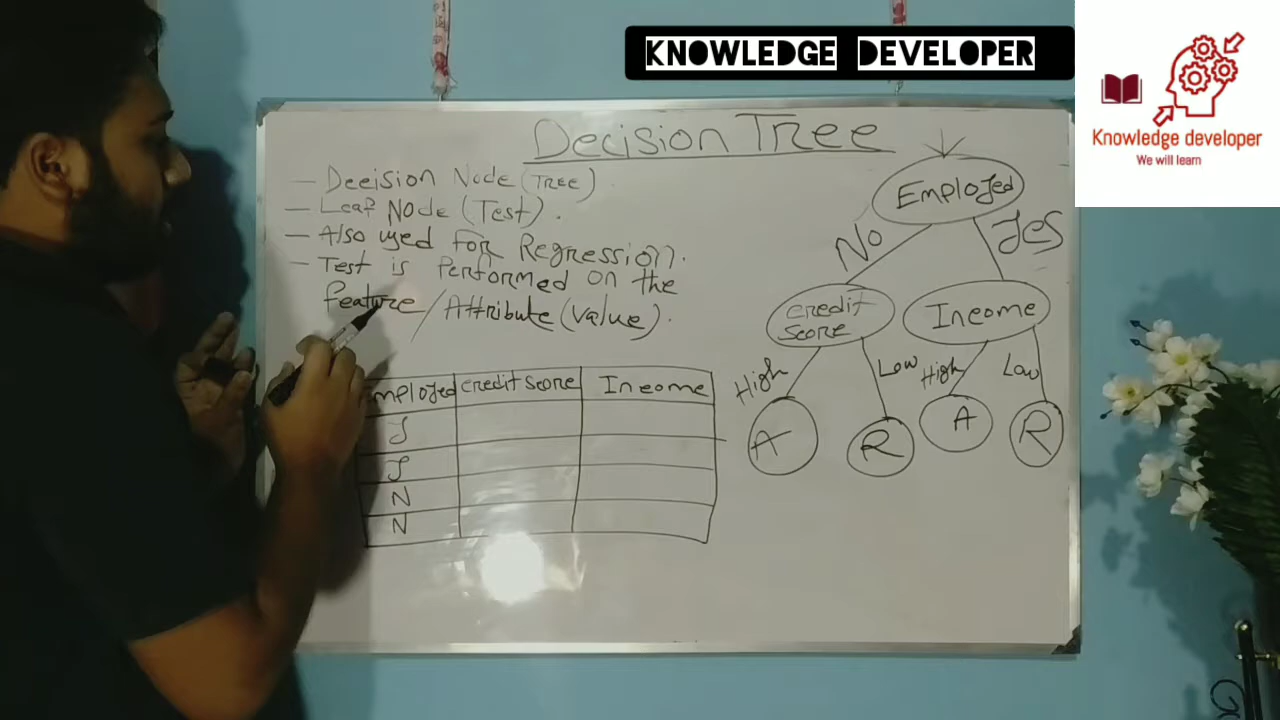 KNOWLEDGE DEVELOPER
Knowledge developer
We will learn
Decision Tree
- Decision Node (Tree)
- Leaf Node (Test).
- Also used for Regression.
- Test is Performed on the
feature / Attribute (value).
Employed
No
Yes
credit
score
Income
High
Low
High
Low
A
R
A
R
Employed credit score Income
Y
Y
N
N